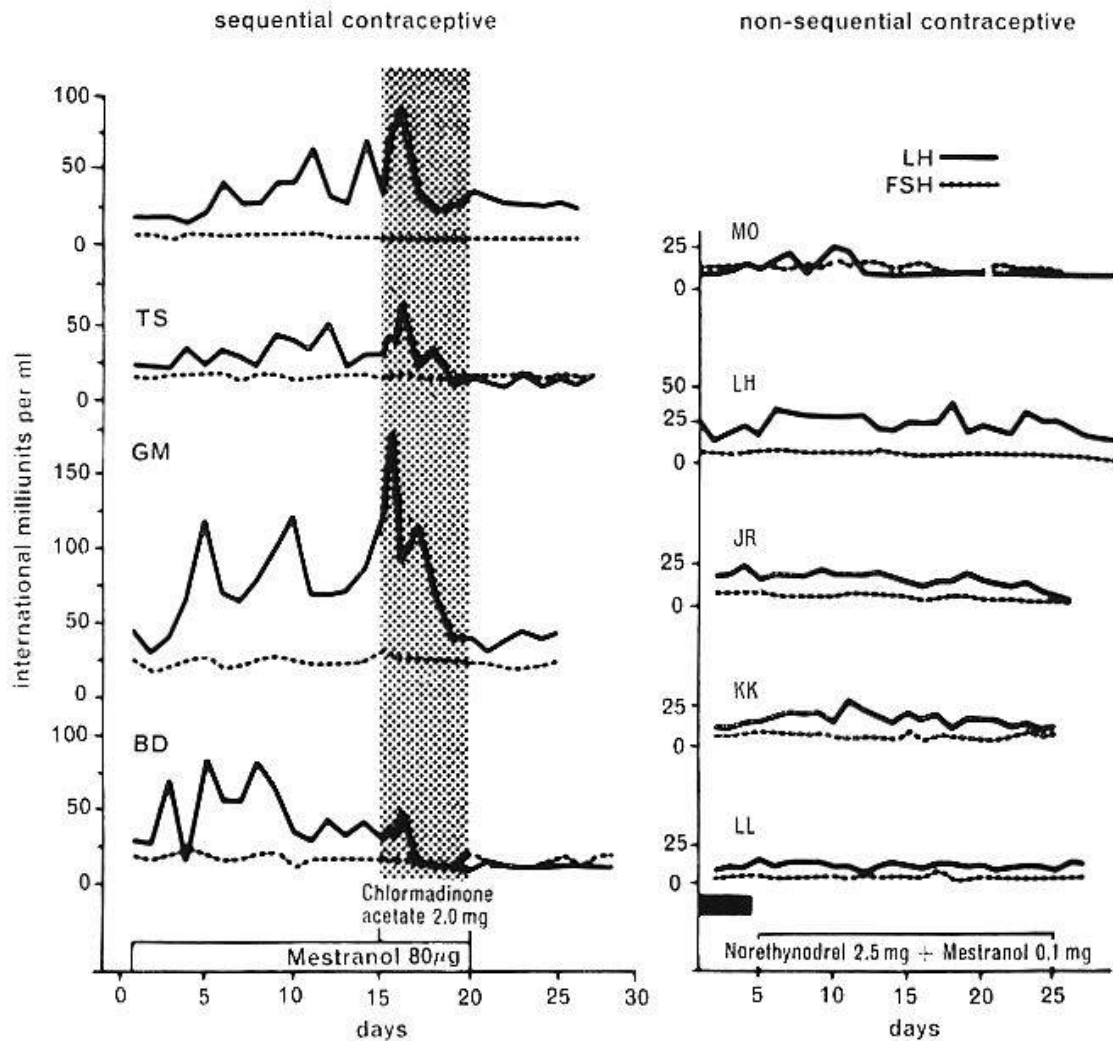 sequential contraceptive
non-sequential contraceptive
international milliunits per ml
100
50
0
TS
50
0
GM
150
100
50
0
BD
100
50
0
Chlormadinone
acetate 2.0 mg
Mestranol 80µg
0 5 10 15 20 25 30
days
LH
FSH
MO
25
0
LH
50
25
0
JR
25
0
KK
25
0
LL
25
0
Norethynodrel 2.5 mg + Mestranol 0.1 mg
5 10 15 20 25
days